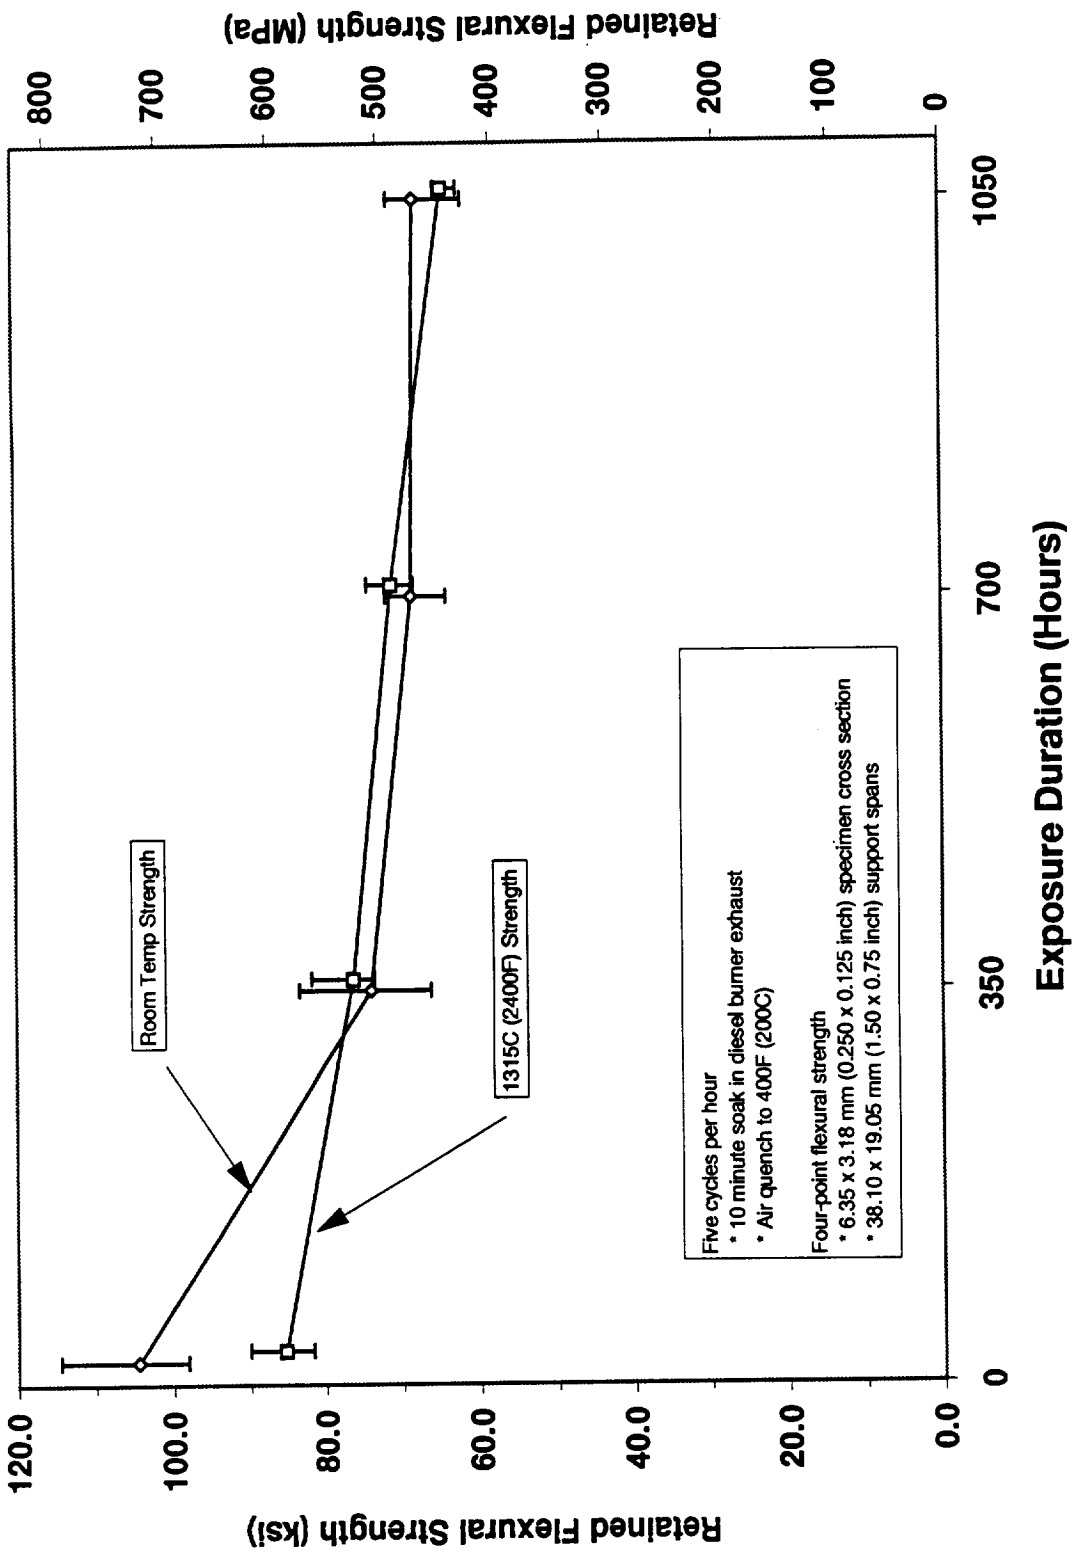 Retained Flexural Strength (MPa)
800
700
600
500
400
300
200
100
0
Room Temp Strength
1315C (2400F) Strength
Five cycles per hour
* 10 minute soak in diesel burner exhaust
* Air quench to 400F (200C)
Four-point flexural strength
* 6.35 x 3.18 mm (0.250 x 0.125 inch) specimen cross section
* 38.10 x 19.05 mm (1.50 x 0.75 inch) support spans
120.0
100.0
80.0
60.0
40.0
20.0
0.0
Retained Flexural Strength (ksi)
0
350
700
1050
Exposure Duration (Hours)